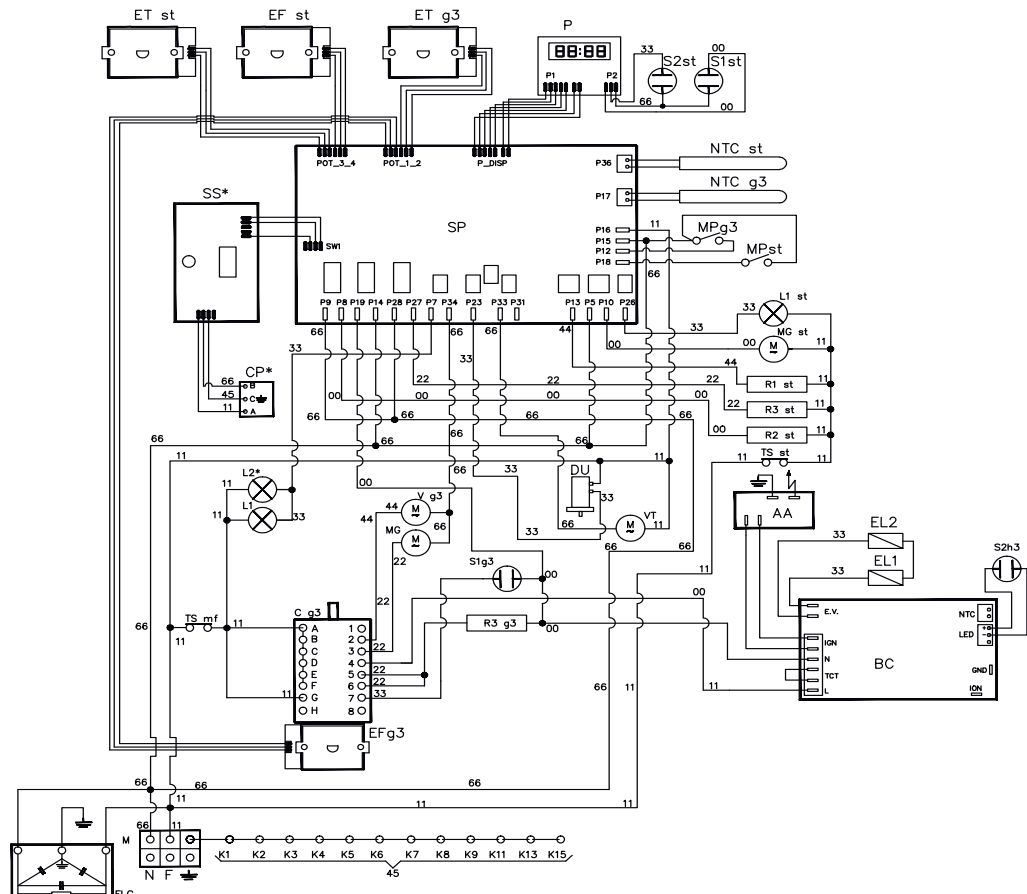 ET st EF st ET g3 P
88:88
P1 P2
33 00
S2st S1st
66 00
POT_3_4 POT_1_2 P_DISP
P36 NTC st
P17 NTC g3
SS*
SW1 SP
P16 11
P15 MPg3
P12
P18 MPst
66
P9 P8 P19 P14 P28 P27 P7 P34 P23 P33 P31 P13 P5 P10 P26
66 00 66 33 66 44 33 L1 st
33 00 MG st 11
44 R1 st 11
CP*
66 B
45 C
11 A
22 22 22 22 R3 st 11
00 00 00 00 00 R2 st 11
66 66 66
66 66 66
11 11 11 TS st 11
66 33 DU
L2* 11
00
L1 11 33
44 V g3
44 66
MG
22
33
33 66 VT 11
66 66
AA
EL2
33
EL1
33
S2h3
S1g3
00
11
22 00
C g3
TS mf
11 11
R3 g3
00
A 1
B 2
C 3 22
D 4
E 5 22
F 6 22
G 7 33
H 8
11
E.V. NTC
LED + -
IGN
N BC
TCT GND
L ION
11
66 11
EFg3
66 66 66
11 11
66 11
M
N F
K1 K2 K3 K4 K5 K6 K7 K8 K9 K11 K13 K15
45
FLC